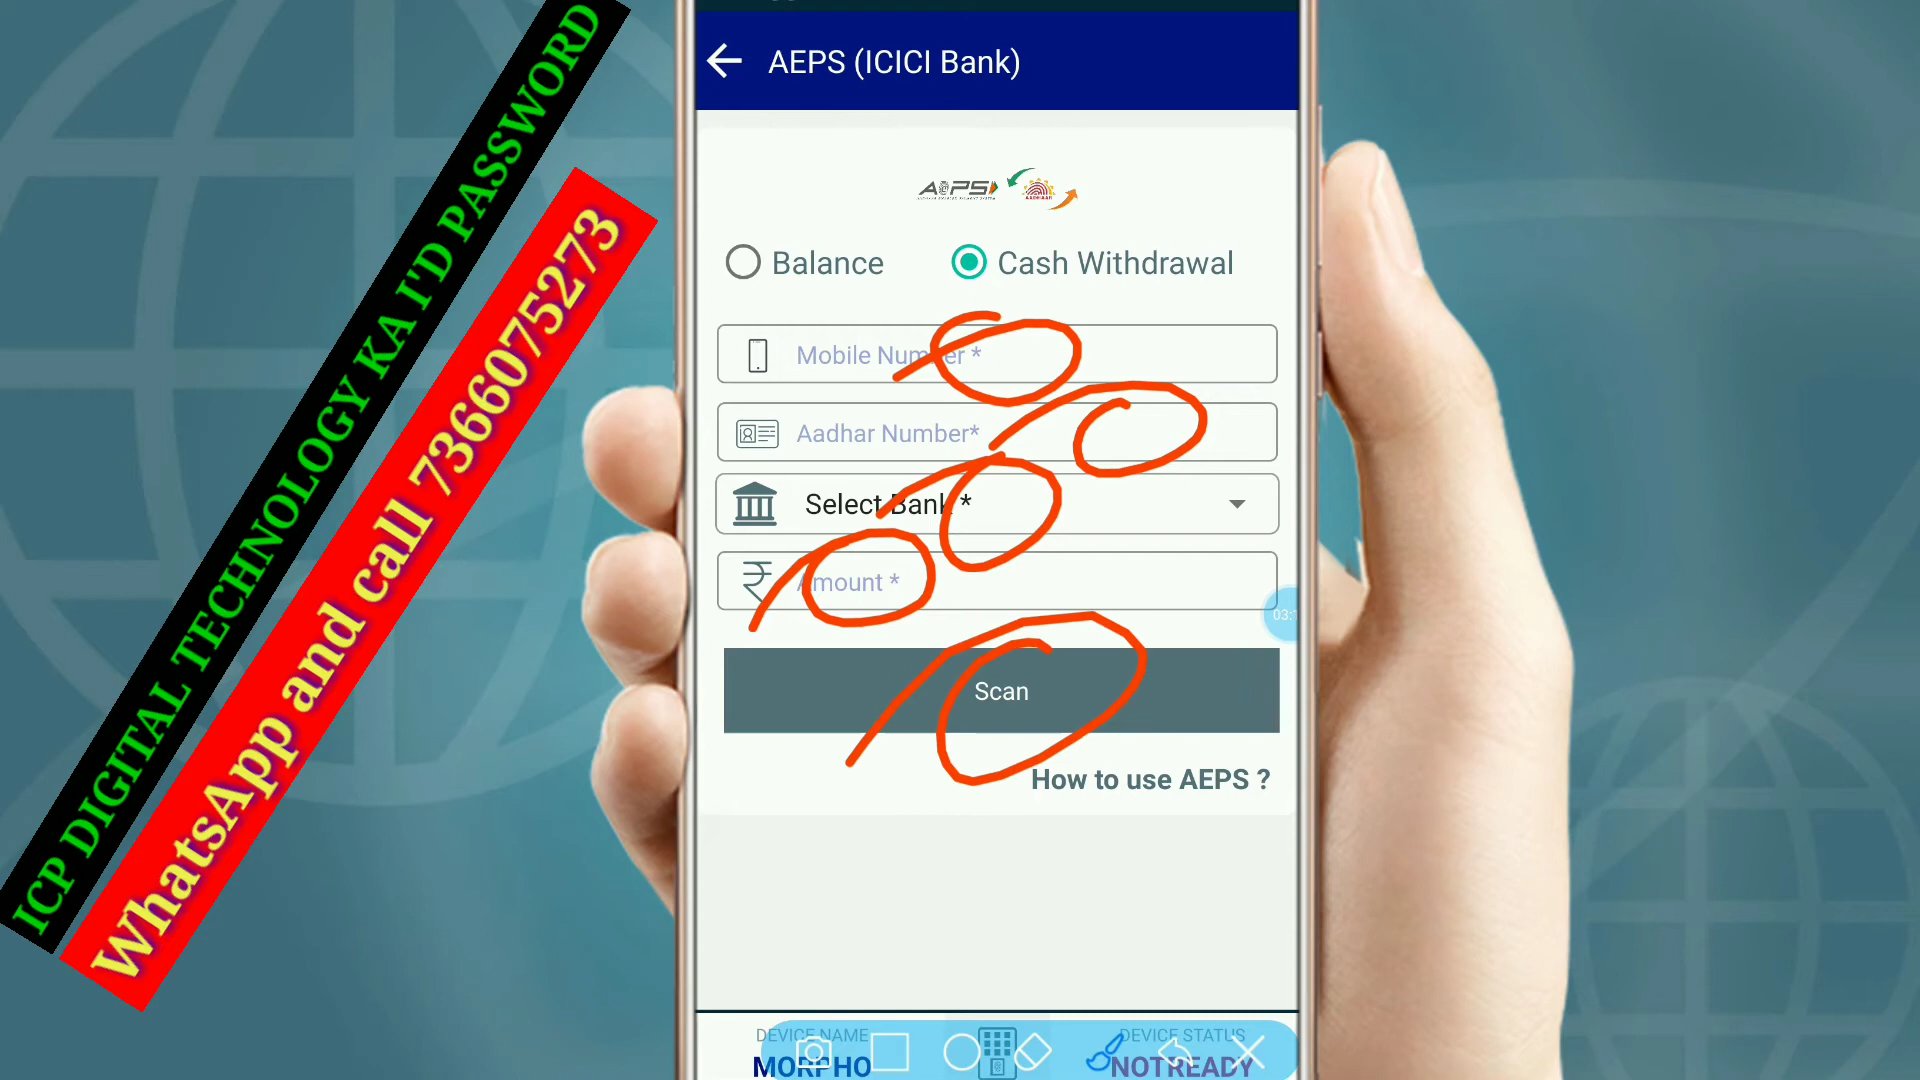 ICP DIGITAL TECHNOLOGY KA I'D PASSWORD
WhatsApp and call 7366075273
AEPS (ICICI Bank)
AEPS
AADHAAR
Balance
Cash Withdrawal
Mobile Number *
Aadhar Number*
Select Bank *
Amount *
Scan
How to use AEPS ?
DEVICE NAME
DEVICE STATUS
MORPHO
NOTREADY